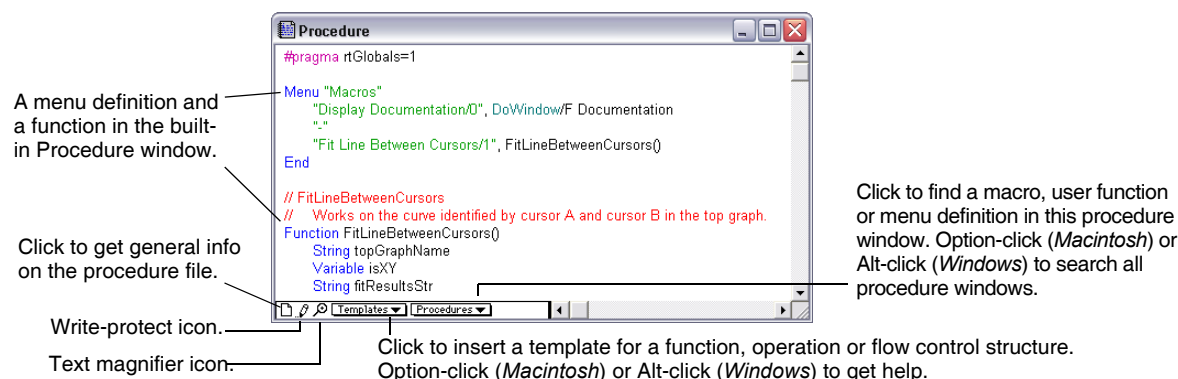 Procedure
#pragma rtGlobals=1
Menu "Macros"
"Display Documentation/0", DoWindow/F Documentation
"-"
"Fit Line Between Cursors/1", FitLineBetweenCursors()
End
// FitLineBetweenCursors
// Works on the curve identified by cursor A and cursor B in the top graph.
Function FitLineBetweenCursors()
String topGraphName
Variable isXY
String fitResultsStr
Templates
Procedures
A menu definition and
a function in the built-
in Procedure window.
Click to get general info
on the procedure file.
Write-protect icon.
Text magnifier icon.
Click to find a macro, user function
or menu definition in this procedure
window. Option-click (Macintosh) or
Alt-click (Windows) to search all
procedure windows.
Click to insert a template for a function, operation or flow control structure.
Option-click (Macintosh) or Alt-click (Windows) to get help.